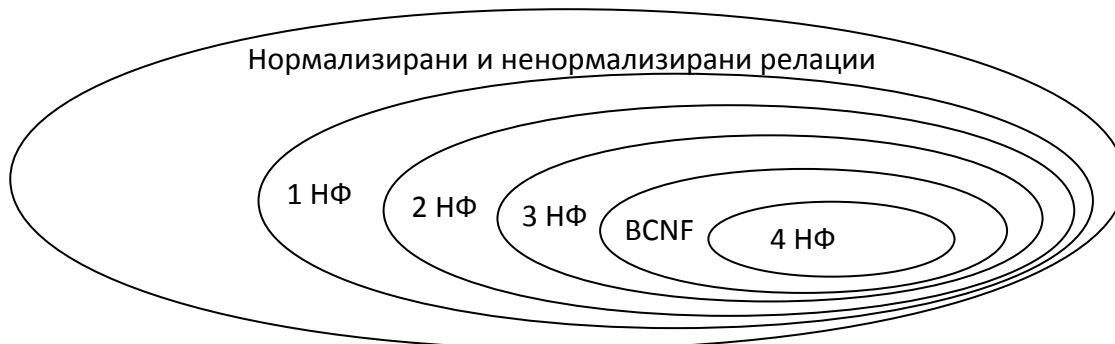 Нормализирани и ненормализирани релации
1 НФ
2 НФ
3 НФ
BCNF
4 НФ